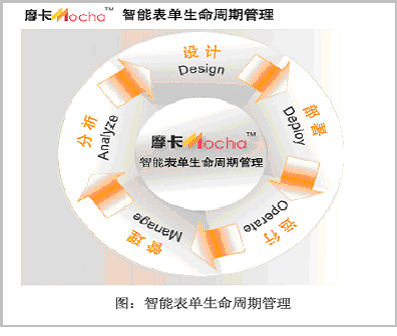 摩卡Mocha™ 智能表单生命周期管理
设计
Design
部署
Deploy
运行
Operate
管理
Manage
分析
Analyze
摩卡Mocha™
智能表单生命周期管理
图：智能表单生命周期管理